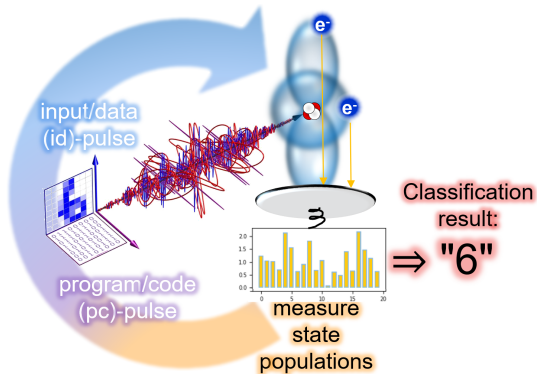 e-
e-
input/data
(id)-pulse
program/code
(pc)-pulse
Classification
result:
⇒ "6"
2.0
1.5
1.0
0.5
0.0
0 5 10 15 20
measure
state
populations